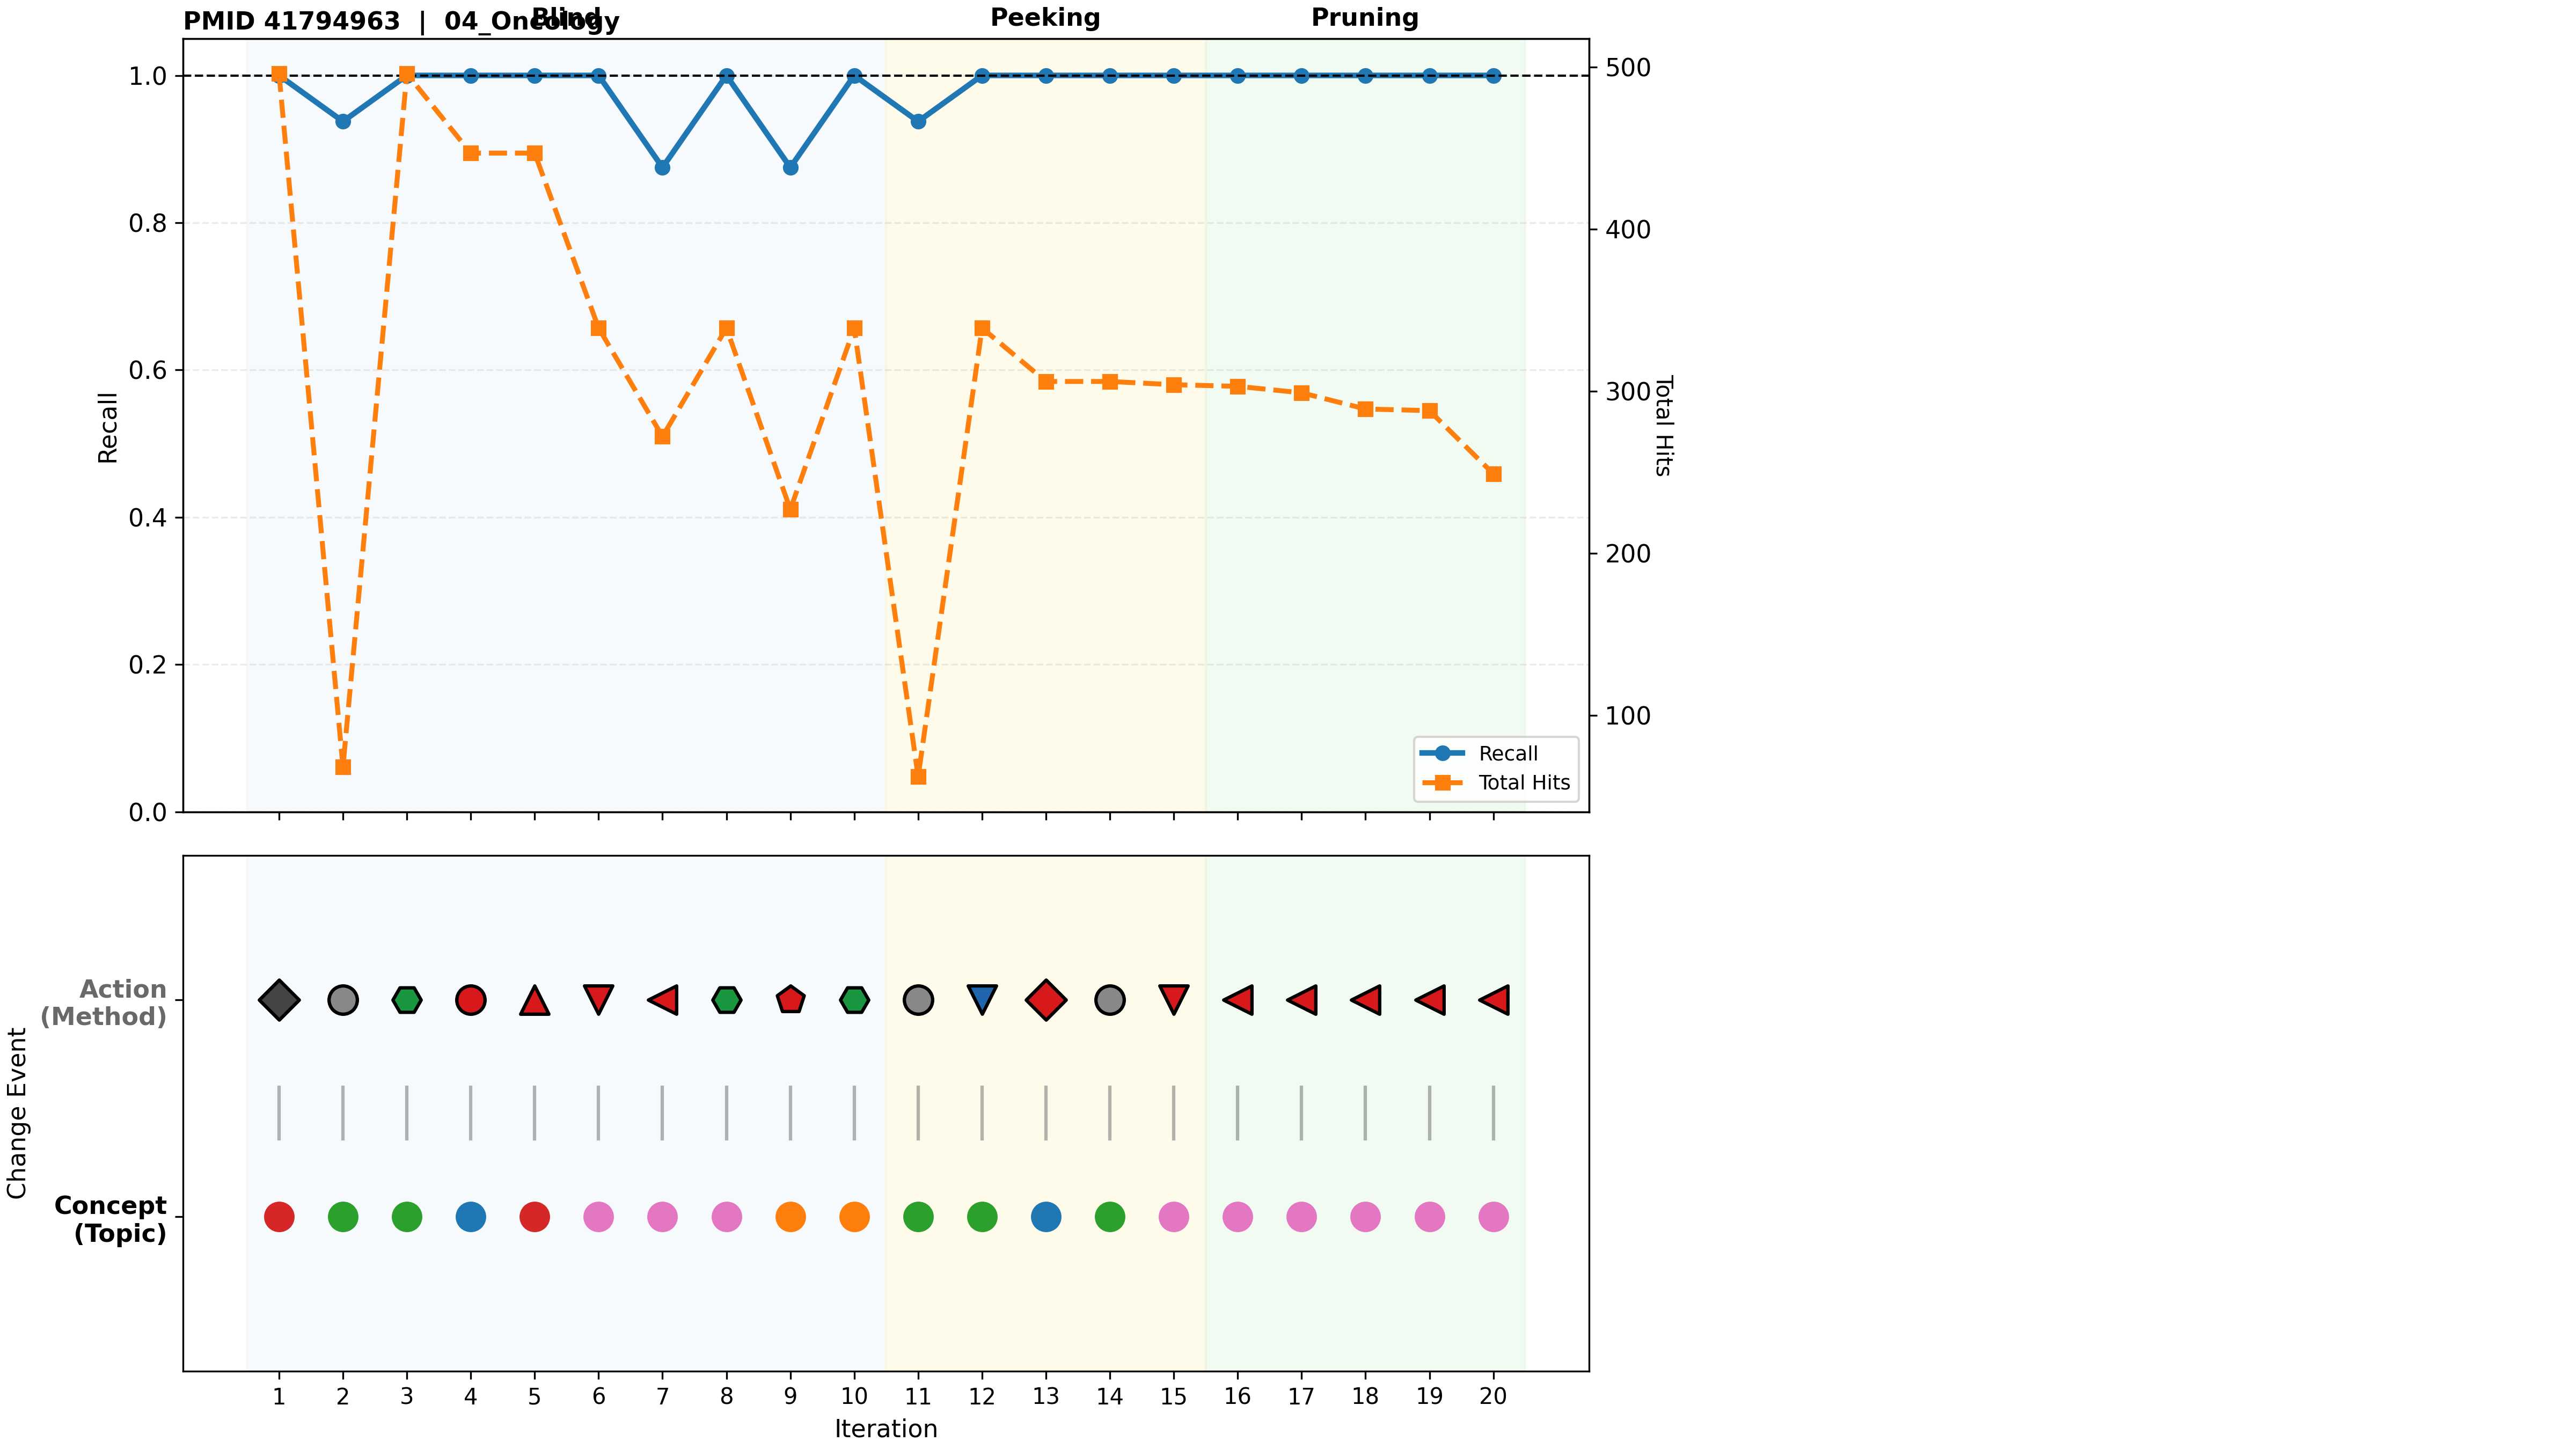 PMID 41794963 | 04_Oncology
Blind
Peeking
Pruning
1.0
0.8
0.6
0.4
0.2
0.0
Recall
500
400
300
200
100
Total Hits
Recall
Total Hits
Action
(Method)
Concept
(Topic)
Change Event
1 2 3 4 5 6 7 8 9 10 11 12 13 14 15 16 17 18 19 20
Iteration